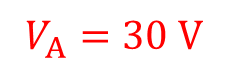 V_A = 30 V